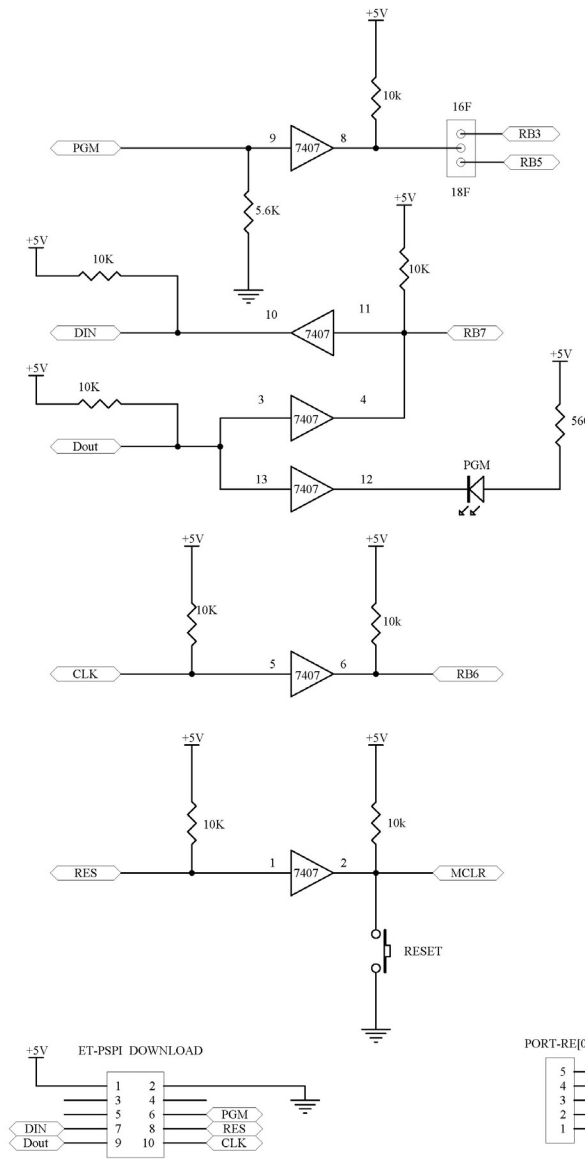 +5V
10k
16F
PGM 9 7407 8 RB3
RB5
5.6K
18F
+5V
+5V
10K
10K
DIN 10 7407 11 RB7
+5V
+5V
10K
3 7407 4
Dout
PGM
13 7407 12
+5V
+5V
10K
10k
CLK 5 7407 6 RB6
+5V
+5V
10K
10k
RES 1 7407 2 MCLR
RESET
ET-PSPI DOWNLOAD
+5V
1 2
3 4
5 6 PGM
DIN 7 8 RES
Dout 9 10 CLK
PORT-RE[0
5
4
3
2
1